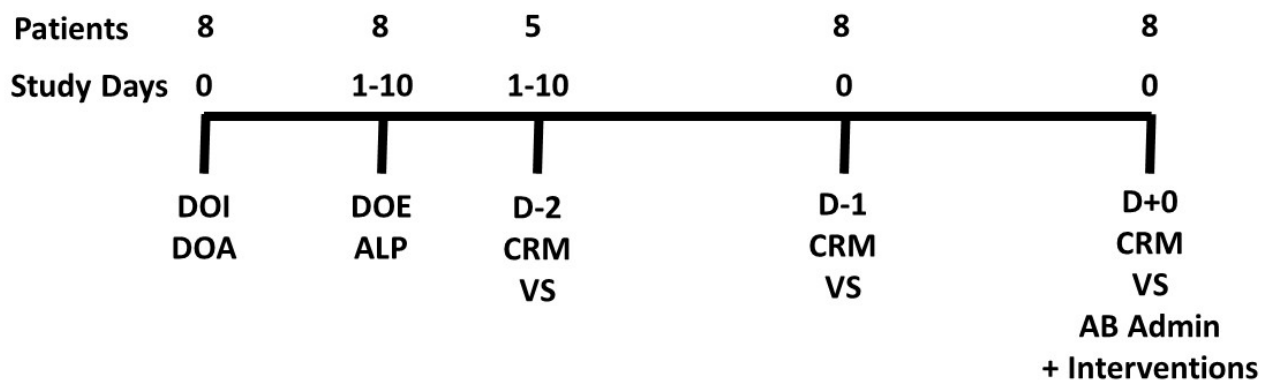 Patients 8 8 5 8 8
Study Days 0 1-10 1-10 0 0
DOI DOE D-2 D-1 D+0
DOA ALP CRM CRM CRM
VS VS VS
AB Admin
+ Interventions